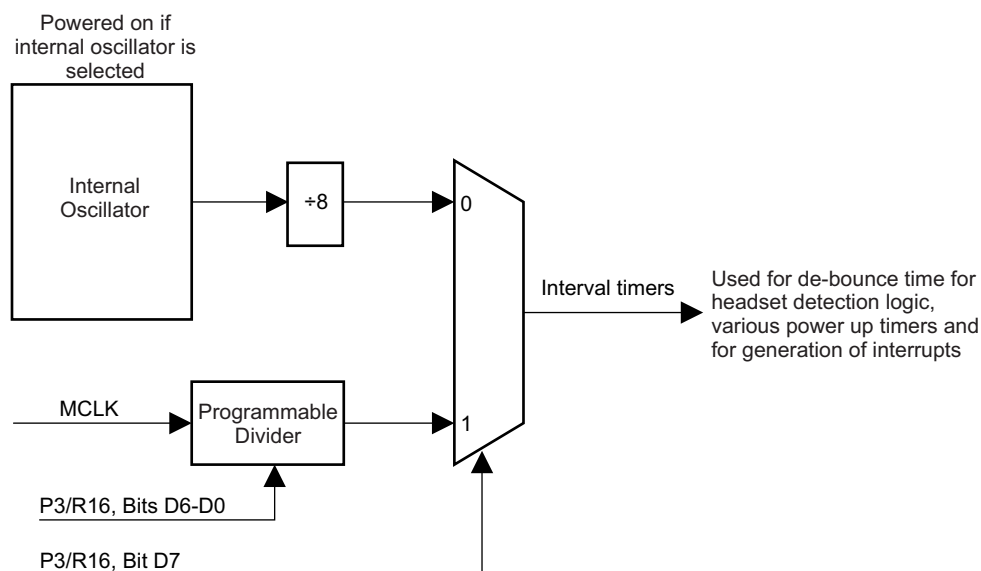 Powered on if
internal oscillator is
selected
Internal
Oscillator
÷8
0
Interval timers
Used for de-bounce time for
headset detection logic,
various power up timers and
for generation of interrupts
MCLK
Programmable
Divider
1
P3/R16, Bits D6-D0
P3/R16, Bit D7